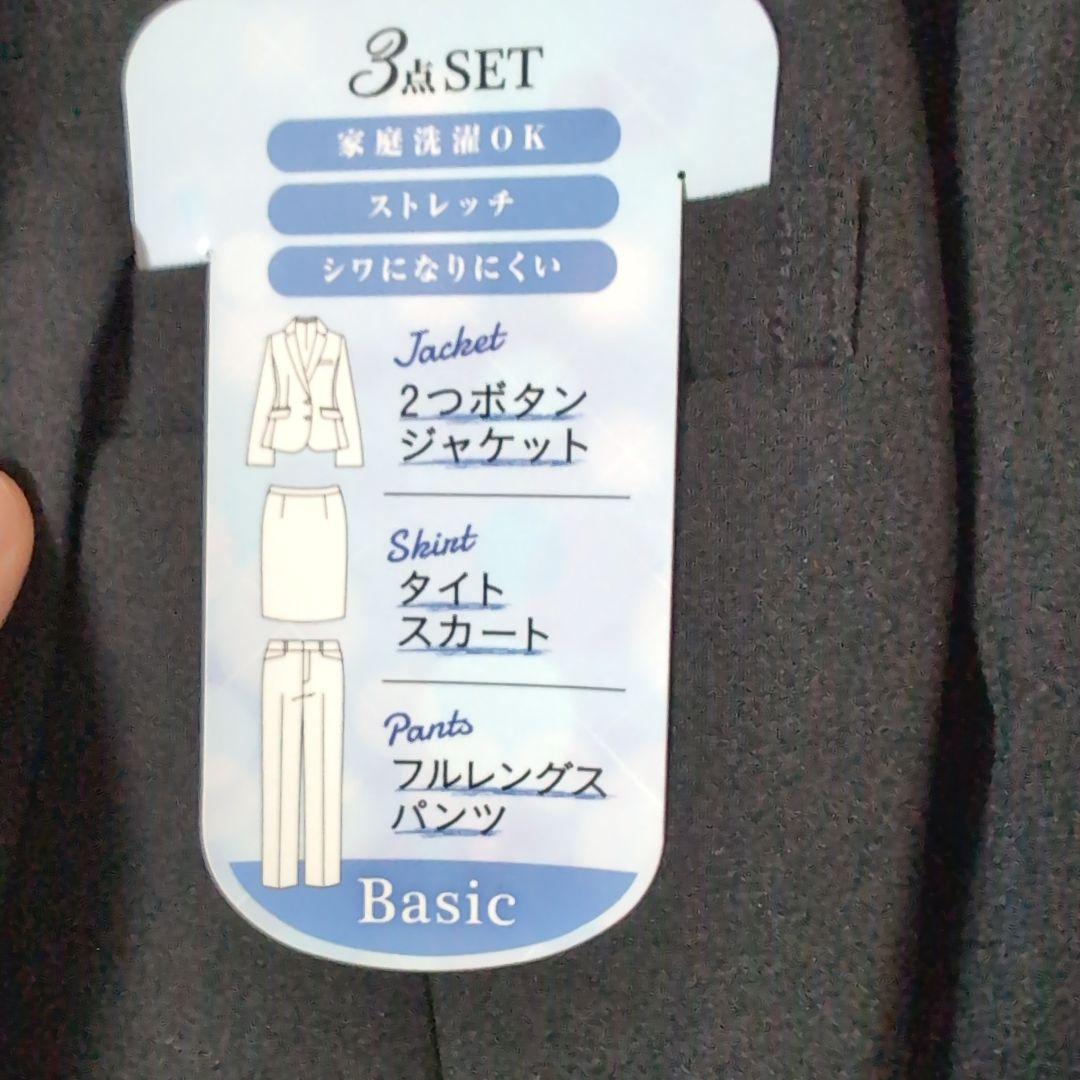 3点SET
家庭洗濯OK
ストレッチ
シワになりにくい
Jacket
2つボタン
ジャケット
Skirt
タイト
スカート
Pants
フルレングス
パンツ
Basic